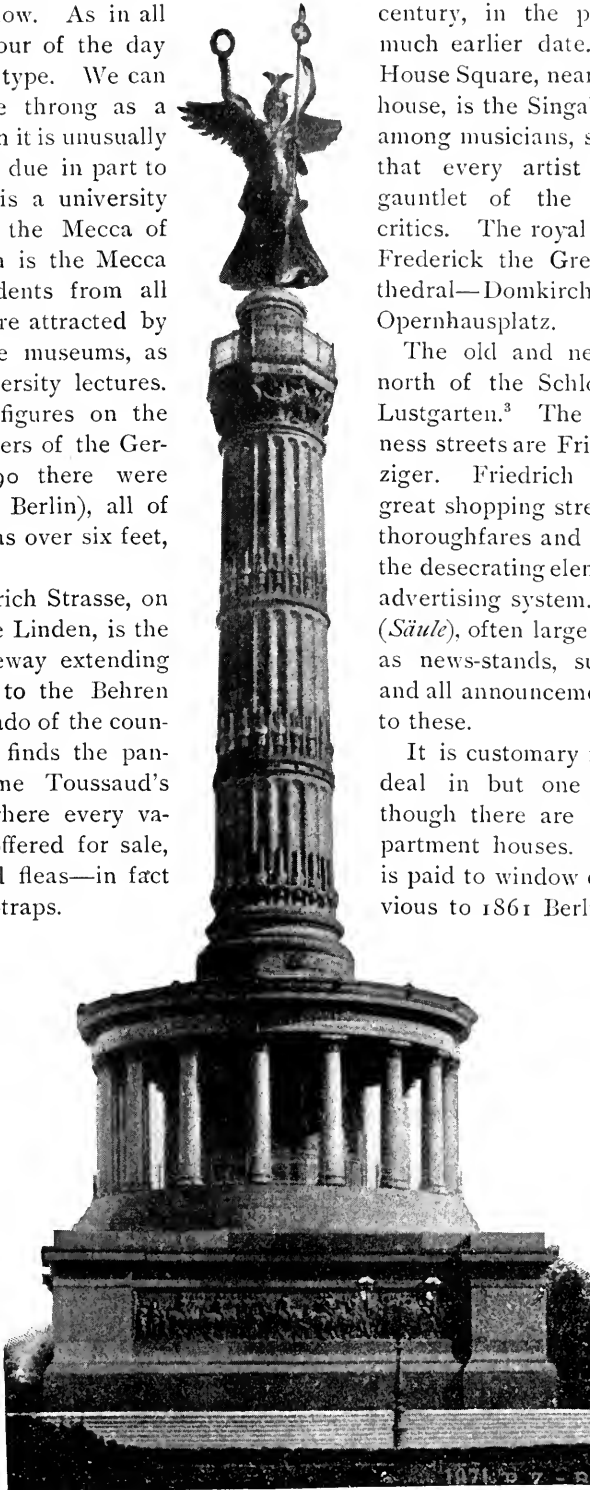 ow. As in all
our of the day
type. We can
e throng as a
n it is unusually
due in part to
is a university
the Mecca of
n is the Mecca
dents from all
re attracted by
e museums, as
versity lectures.
figures on the
ers of the Ger-
90 there were
Berlin), all of
as over six feet,
rich Strasse, on
e Linden, is the
eway extending
to the Behren
ado of the coun-
finds the pan-
me Toussaud's
where every va-
ffered for sale,
l fleas—in fact
traps.
century, in the p
much earlier date.
House Square, near
house, is the Singa
among musicians, s
that every artist
gauntlet of the
critics. The royal
Frederick the Gre
thedral—Domkirch
Opernhausplatz.
The old and ne
north of the Schlo
Lustgarten.³ The
ness streets are Fri
ziger. Friedrich
great shopping stre
thoroughfares and
the desecrating eler
advertising system.
(Säule), often large
as news-stands, su
and all announceme
to these.
It is customary
deal in but one
though there are
partment houses.
is paid to window
vious to 1861 Berl